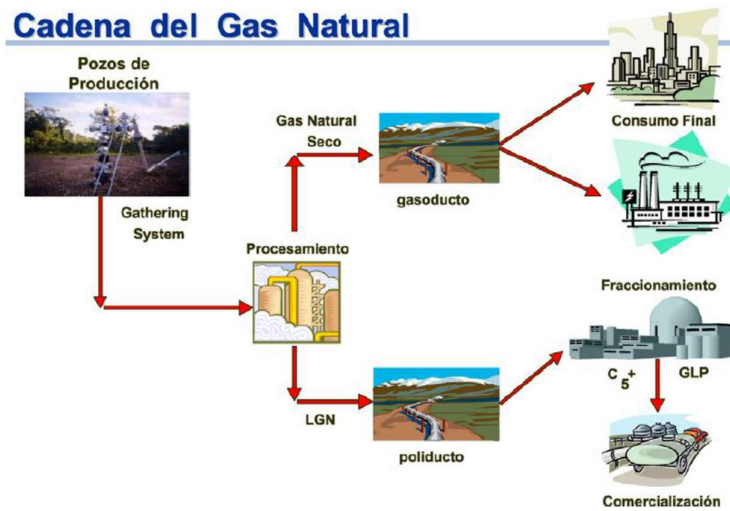 Cadena del Gas Natural
Pozos de
Producción
Gas Natural
Seco
Consumo Final
gasoducto
Gathering
System
Procesamiento
Fraccionamiento
C5+ GLP
LGN
poliducto
Comercialización